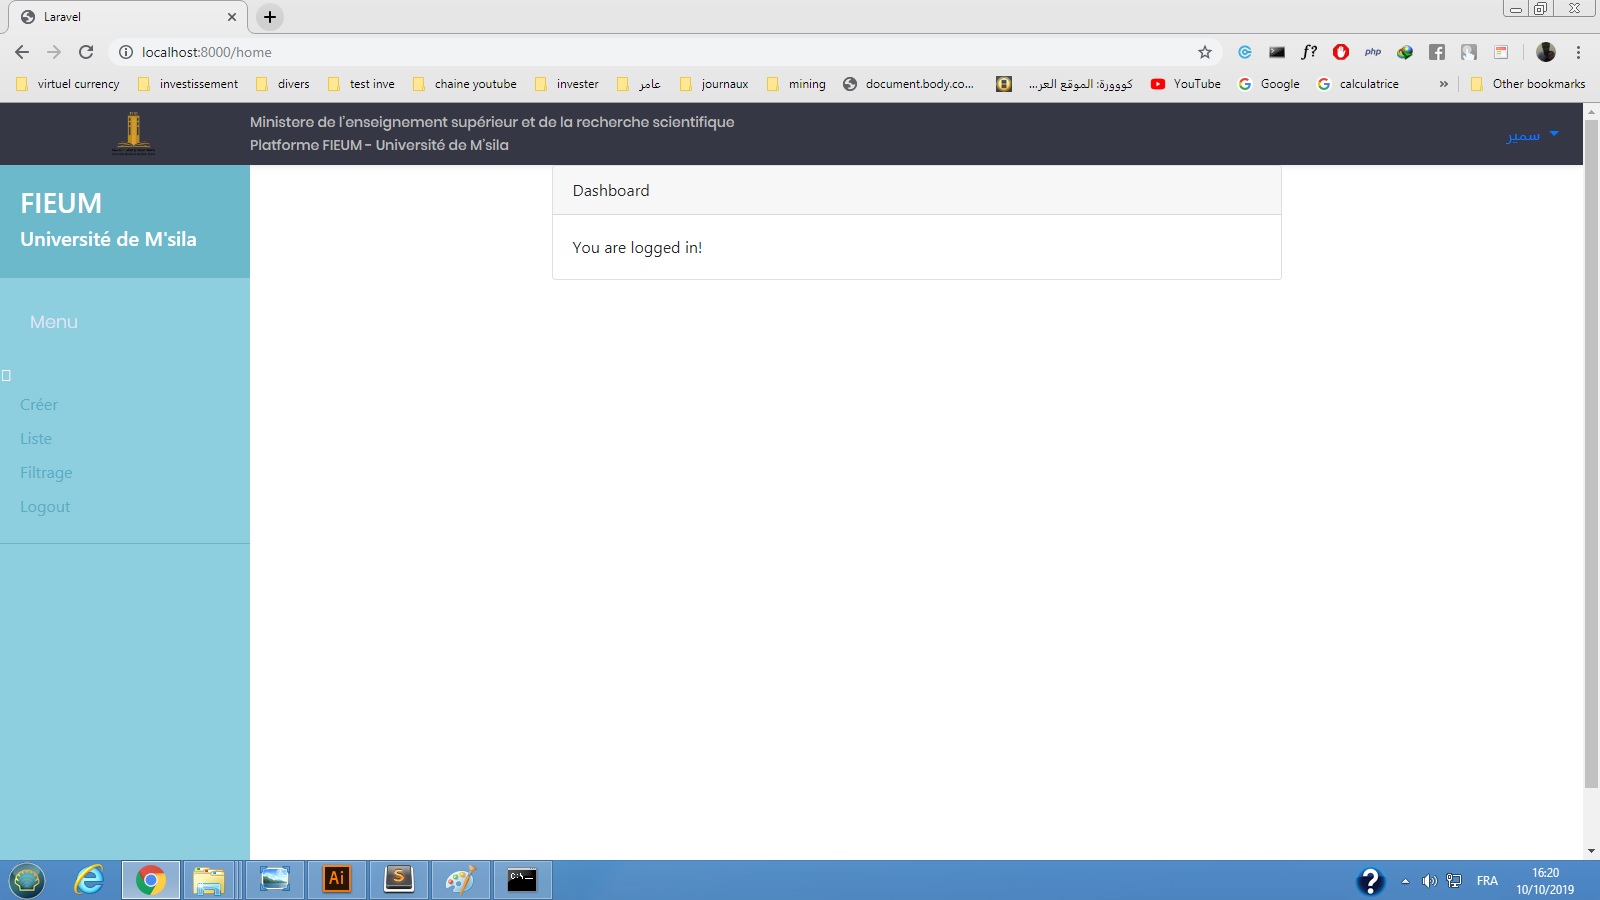 Laravel
localhost:8000/home
virtuel currency
investissement
divers
test inve
chaine youtube
invester
عامر
journaux
mining
document.body.co...
كووورة: الموقع العر...
YouTube
Google
calculatrice
»
Other bookmarks
f?
php
Ministere de l'enseignement supérieur et de la recherche scientifique
Platforme FIEUM - Université de M'sila
سمير
FIEUM
Université de M'sila
Dashboard
You are logged in!
Menu
Créer
Liste
Filtrage
Logout
Ai
S
C:\
?
FRA
16:20
10/10/2019